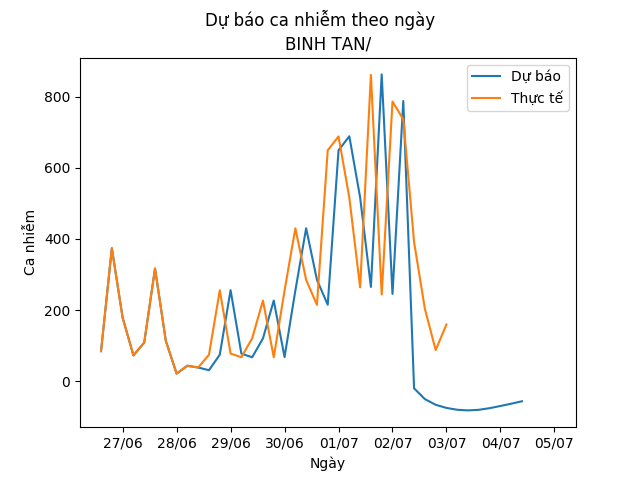 Dự báo ca nhiễm theo ngày
BINH TAN/
Dự báo
Thực tế
800
600
400
200
0
Ca nhiễm
27/06 28/06 29/06 30/06 01/07 02/07 03/07 04/07 05/07
Ngày